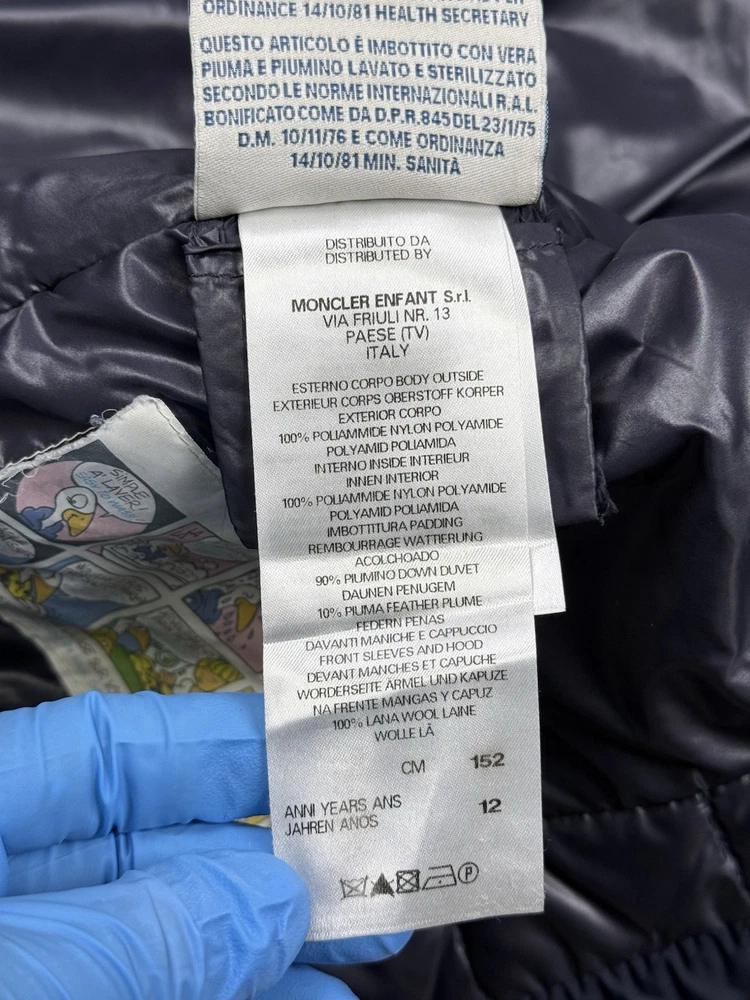 ORDINANCE 14/10/81 HEALTH SECRETARY
QUESTO ARTICOLO È IMBOTTITO CON VERA
PIUMA E PIUMINO LAVATO E STERILIZZATO
SECONDO LE NORME INTERNAZIONALI R.A.L.
BONIFICATO COME DA D.P.R. 845 DEL 23/1/75
D.M. 10/11/76 E COME ORDINANZA
14/10/81 MIN. SANITÀ
DISTRIBUITO DA
DISTRIBUTED BY
MONCLER ENFANT S.r.l.
VIA FRIULI NR. 13
PAESE (TV)
ITALY
ESTERNO CORPO BODY OUTSIDE
EXTERIEUR CORPS OBERSTOFF KORPER
EXTERIOR CORPO
100% POLIAMMIDE NYLON POLYAMIDE
POLYAMID POLIAMIDA
INTERNO INSIDE INTERIEUR
INNEN INTERIOR
100% POLIAMMIDE NYLON POLYAMIDE
POLYAMID POLIAMIDA
IMBOTTITURA PADDING
REMBOURRAGE WATTIERUNG
ACOLCHOADO
90% PIUMINO DOWN DUVET
DAUNEN PENUGEM
10% PIUMA FEATHER PLUME
FEDERN PENAS
DAVANTI MANICHE E CAPPUCCIO
FRONT SLEEVES AND HOOD
DEVANT MANCHES ET CAPUCHE
WORDERSEITE ÄRMEL UND KAPUZE
NA FRENTE MANGAS Y CAPUZ
100% LANA WOOL LAINE
WOLLE LÃ
CM 152
ANNI YEARS ANS 12
JAHREN ANOS
P
SIMPLE
A LAVER!